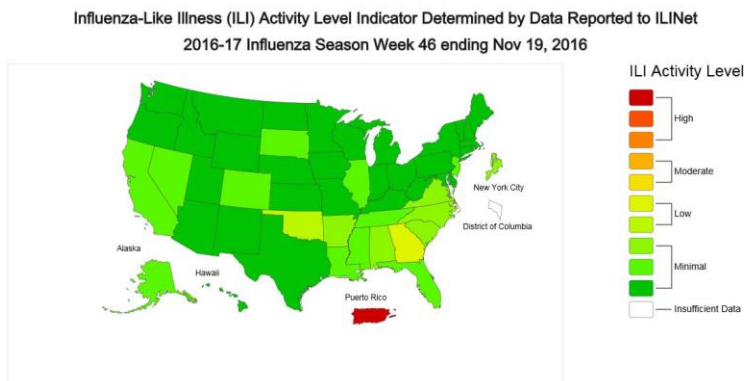 Influenza-Like Illness (ILI) Activity Level Indicator Determined by Data Reported to ILINet
2016-17 Influenza Season Week 46 ending Nov 19, 2016
ILI Activity Level
High
Moderate
New York City
Low
District of Columbia
Alaska
Hawaii
Minimal
Puerto Rico
Insufficient Data